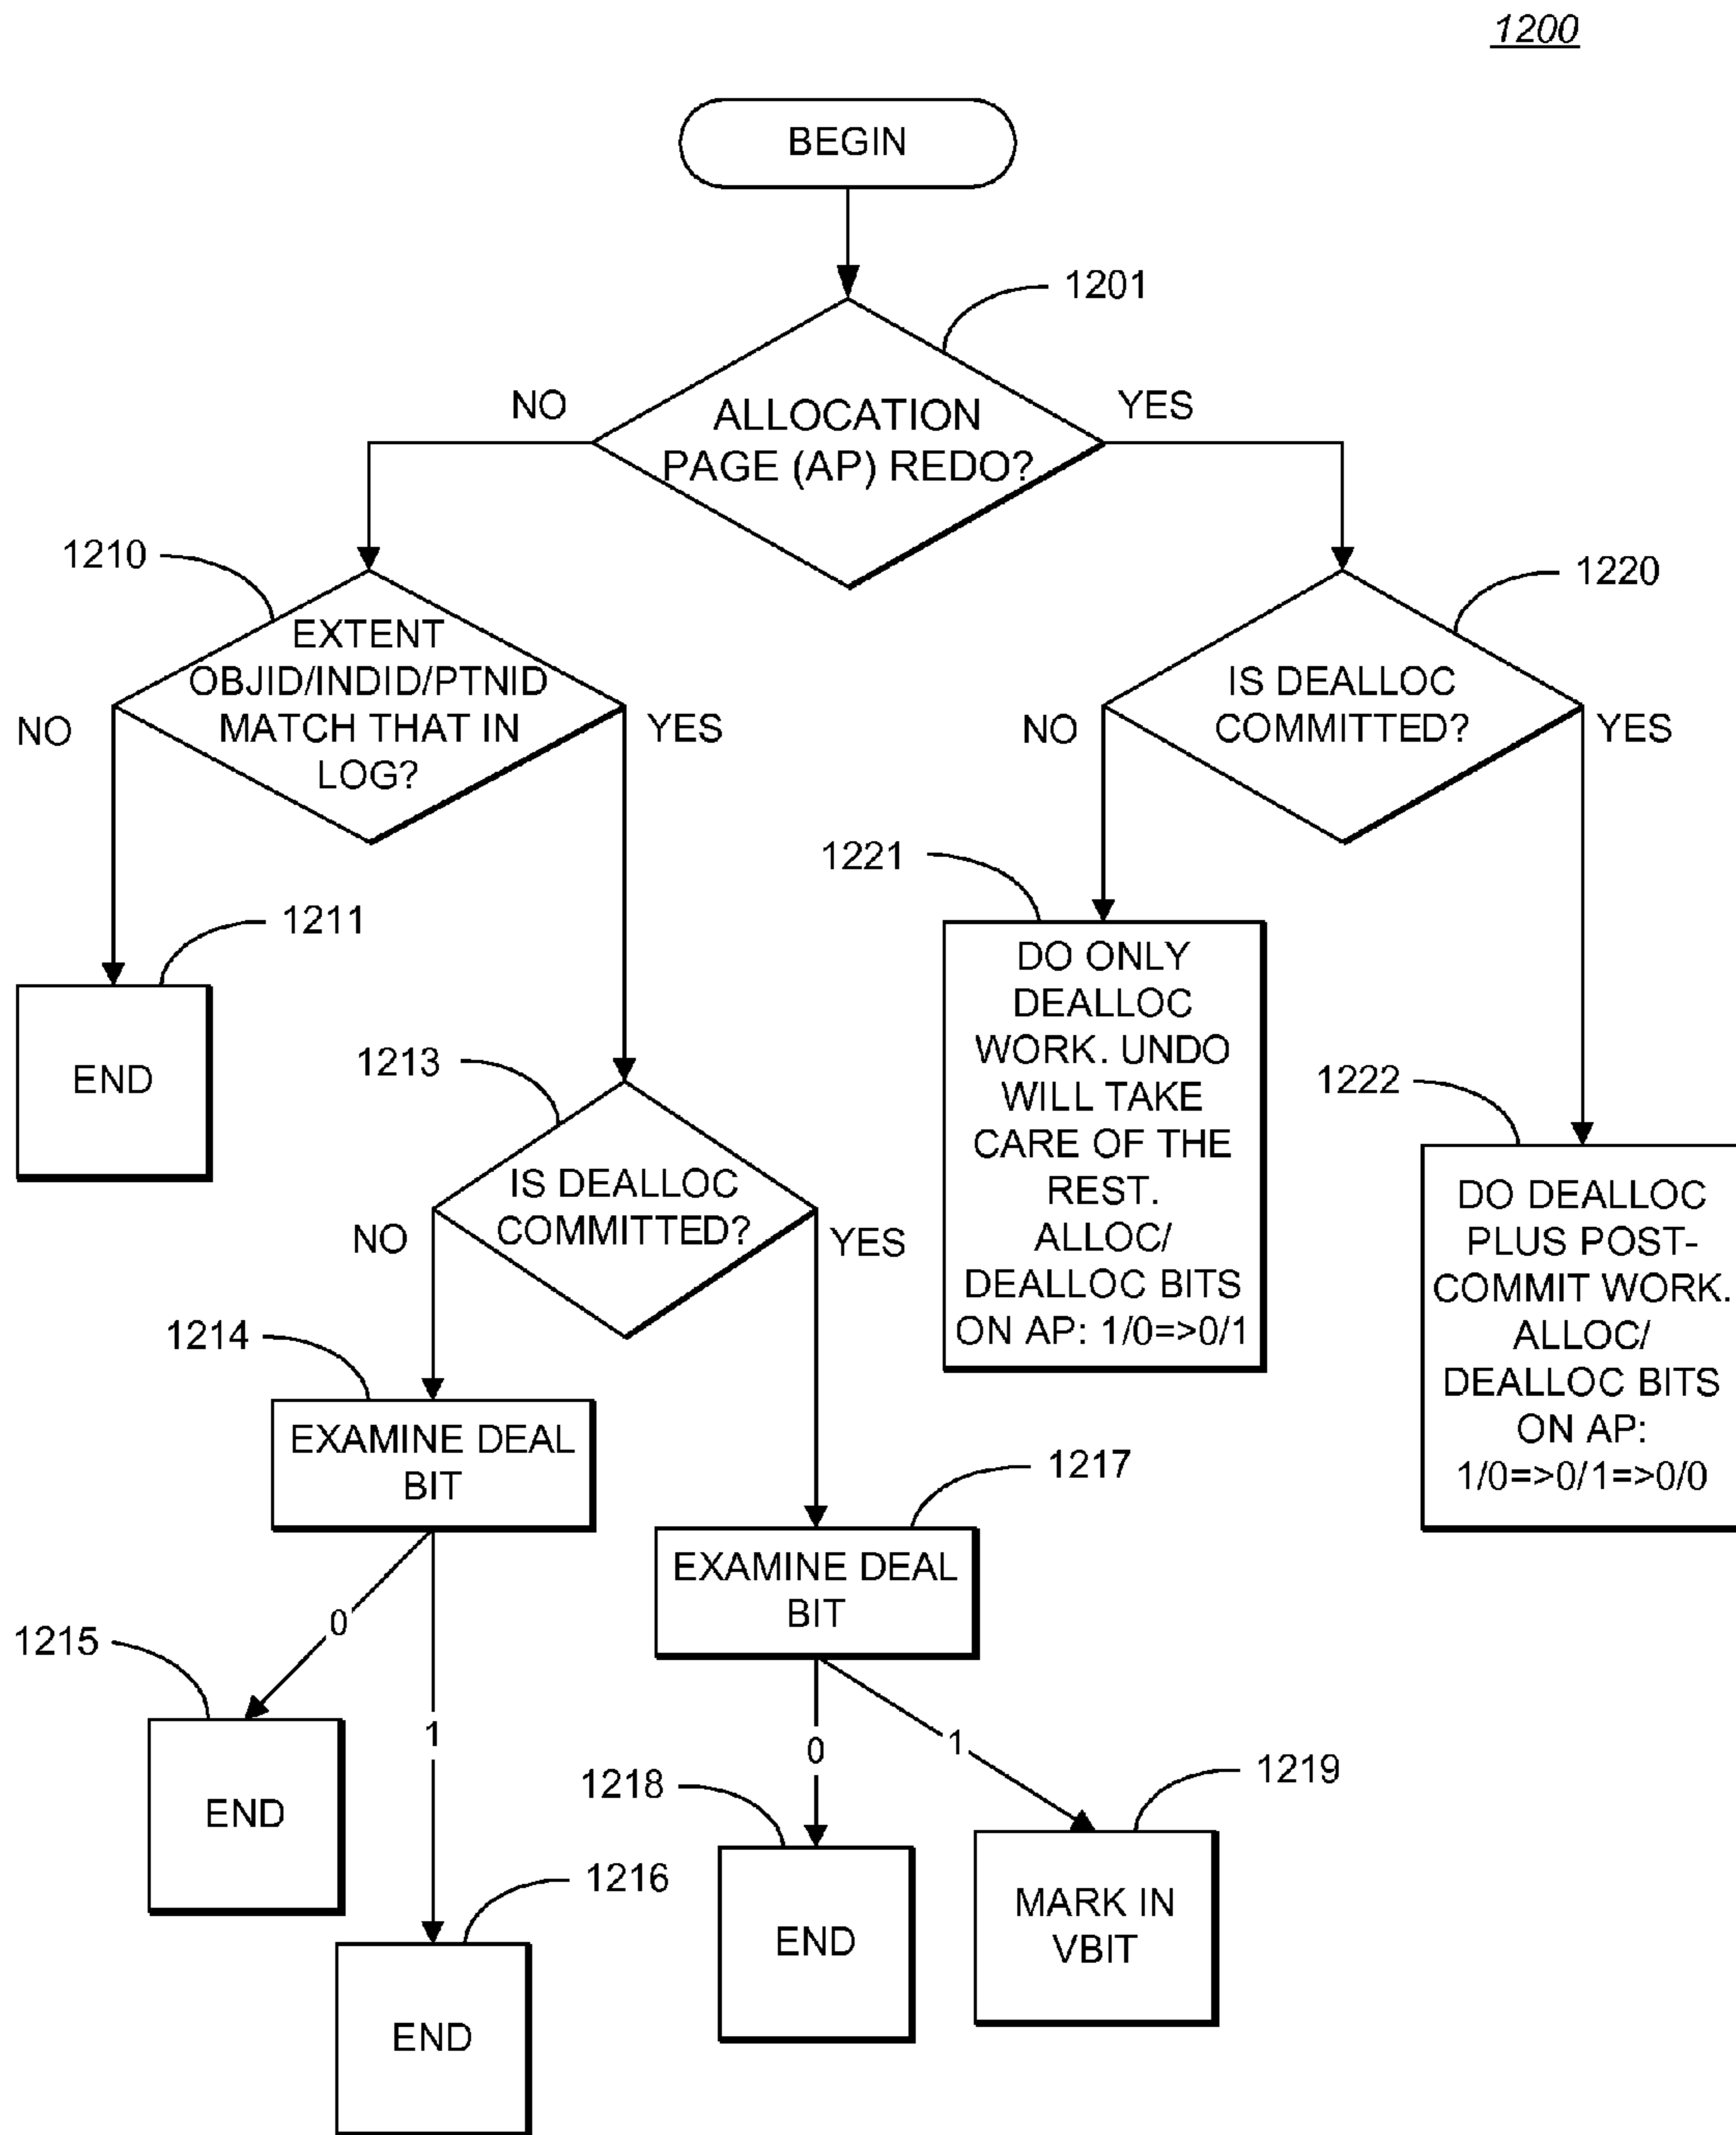 1200
BEGIN
1201
NO
YES
ALLOCATION
PAGE (AP) REDO?
1210
EXTENT
OBJID/INDID/PTNID
MATCH THAT IN
LOG?
NO
YES
1220
IS DEALLOC
COMMITTED?
NO
YES
1211
END
1221
DO ONLY
DEALLOC
WORK. UNDO
WILL TAKE
CARE OF THE
REST.
ALLOC/
DEALLOC BITS
ON AP: 1/0=>0/1
1222
DO DEALLOC
PLUS POST-
COMMIT WORK.
ALLOC/
DEALLOC BITS
ON AP:
1/0=>0/1=>0/0
1213
IS DEALLOC
COMMITTED?
NO
YES
1214
EXAMINE DEAL
BIT
1217
EXAMINE DEAL
BIT
0
1
1215
END
1216
END
0
1
1218
END
1219
MARK IN
VBIT